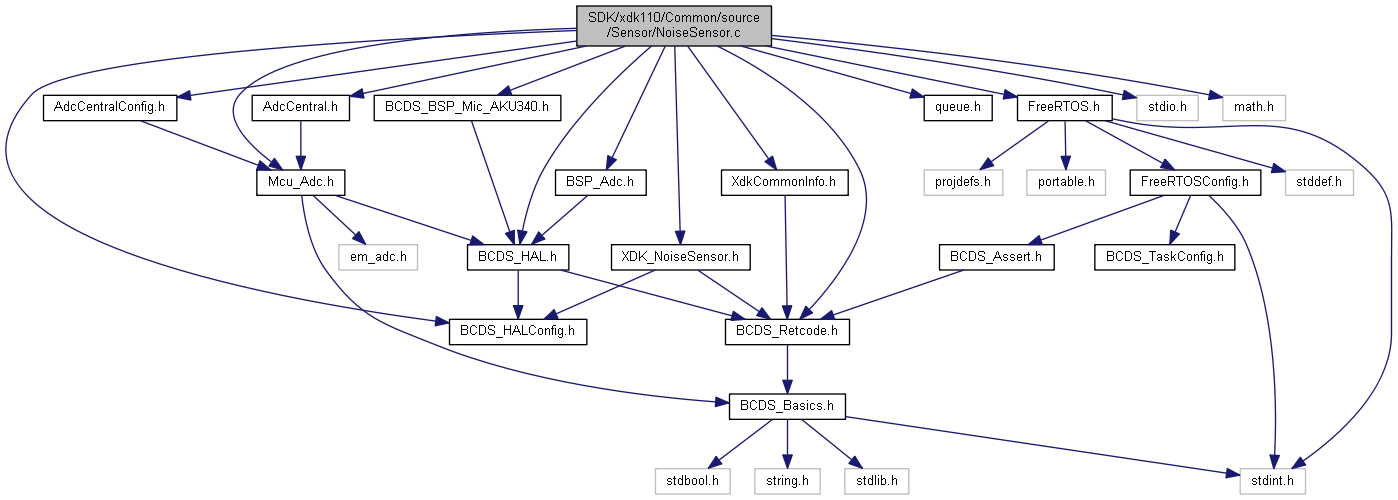 SDK/xdk110/Common/source
/Sensor/NoiseSensor.c
AdcCentralConfig.h
AdcCentral.h
BCDS_BSP_Mic_AKU340.h
queue.h
FreeRTOS.h
stdio.h
math.h
Mcu_Adc.h
BSP_Adc.h
XdkCommonInfo.h
projdefs.h
portable.h
FreeRTOSConfig.h
stddef.h
em_adc.h
BCDS_HAL.h
XDK_NoiseSensor.h
BCDS_Assert.h
BCDS_TaskConfig.h
BCDS_HALConfig.h
BCDS_Retcode.h
BCDS_Basics.h
stdbool.h
string.h
stdlib.h
stdint.h